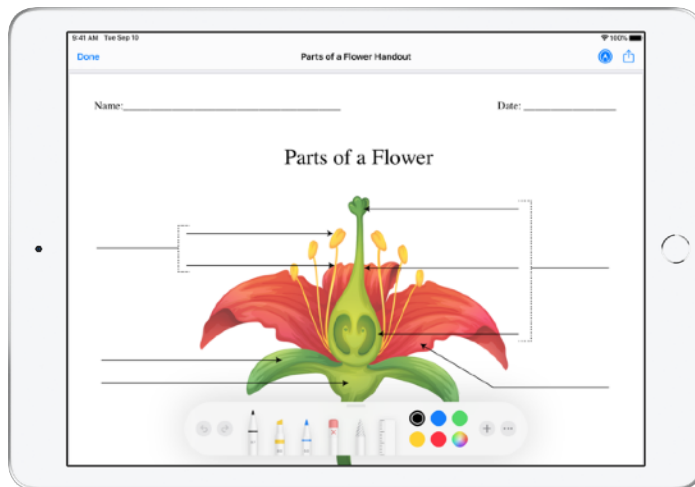 9:41 AM Tue Sep 10 100%
Done Parts of a Flower Handout
Name: Date:
Parts of a Flower